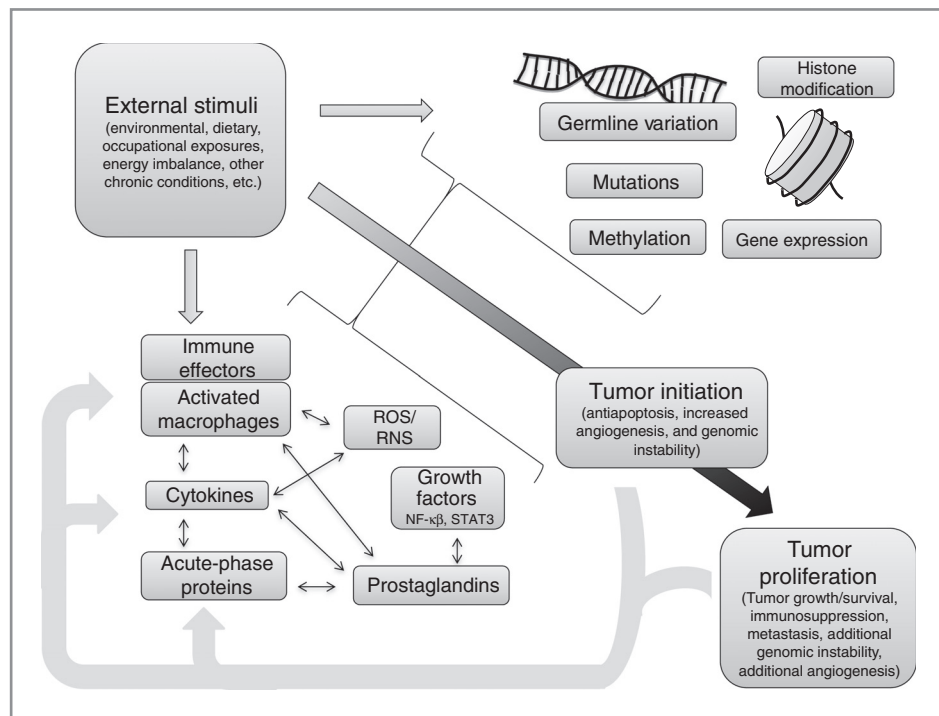 External stimuli
(environmental, dietary,
occupational exposures,
energy imbalance, other
chronic conditions, etc.)
Germline variation
Histone
modification
Mutations
Methylation
Gene expression
Immune
effectors
Activated
macrophages
ROS/
RNS
Cytokines
Growth
factors
NF-κβ, STAT3
Acute-phase
proteins
Prostaglandins
Tumor initiation
(antiapoptosis, increased
angiogenesis, and genomic
instability)
Tumor
proliferation
(Tumor growth/survival,
immunosuppression,
metastasis, additional
genomic instability,
additional angiogenesis)